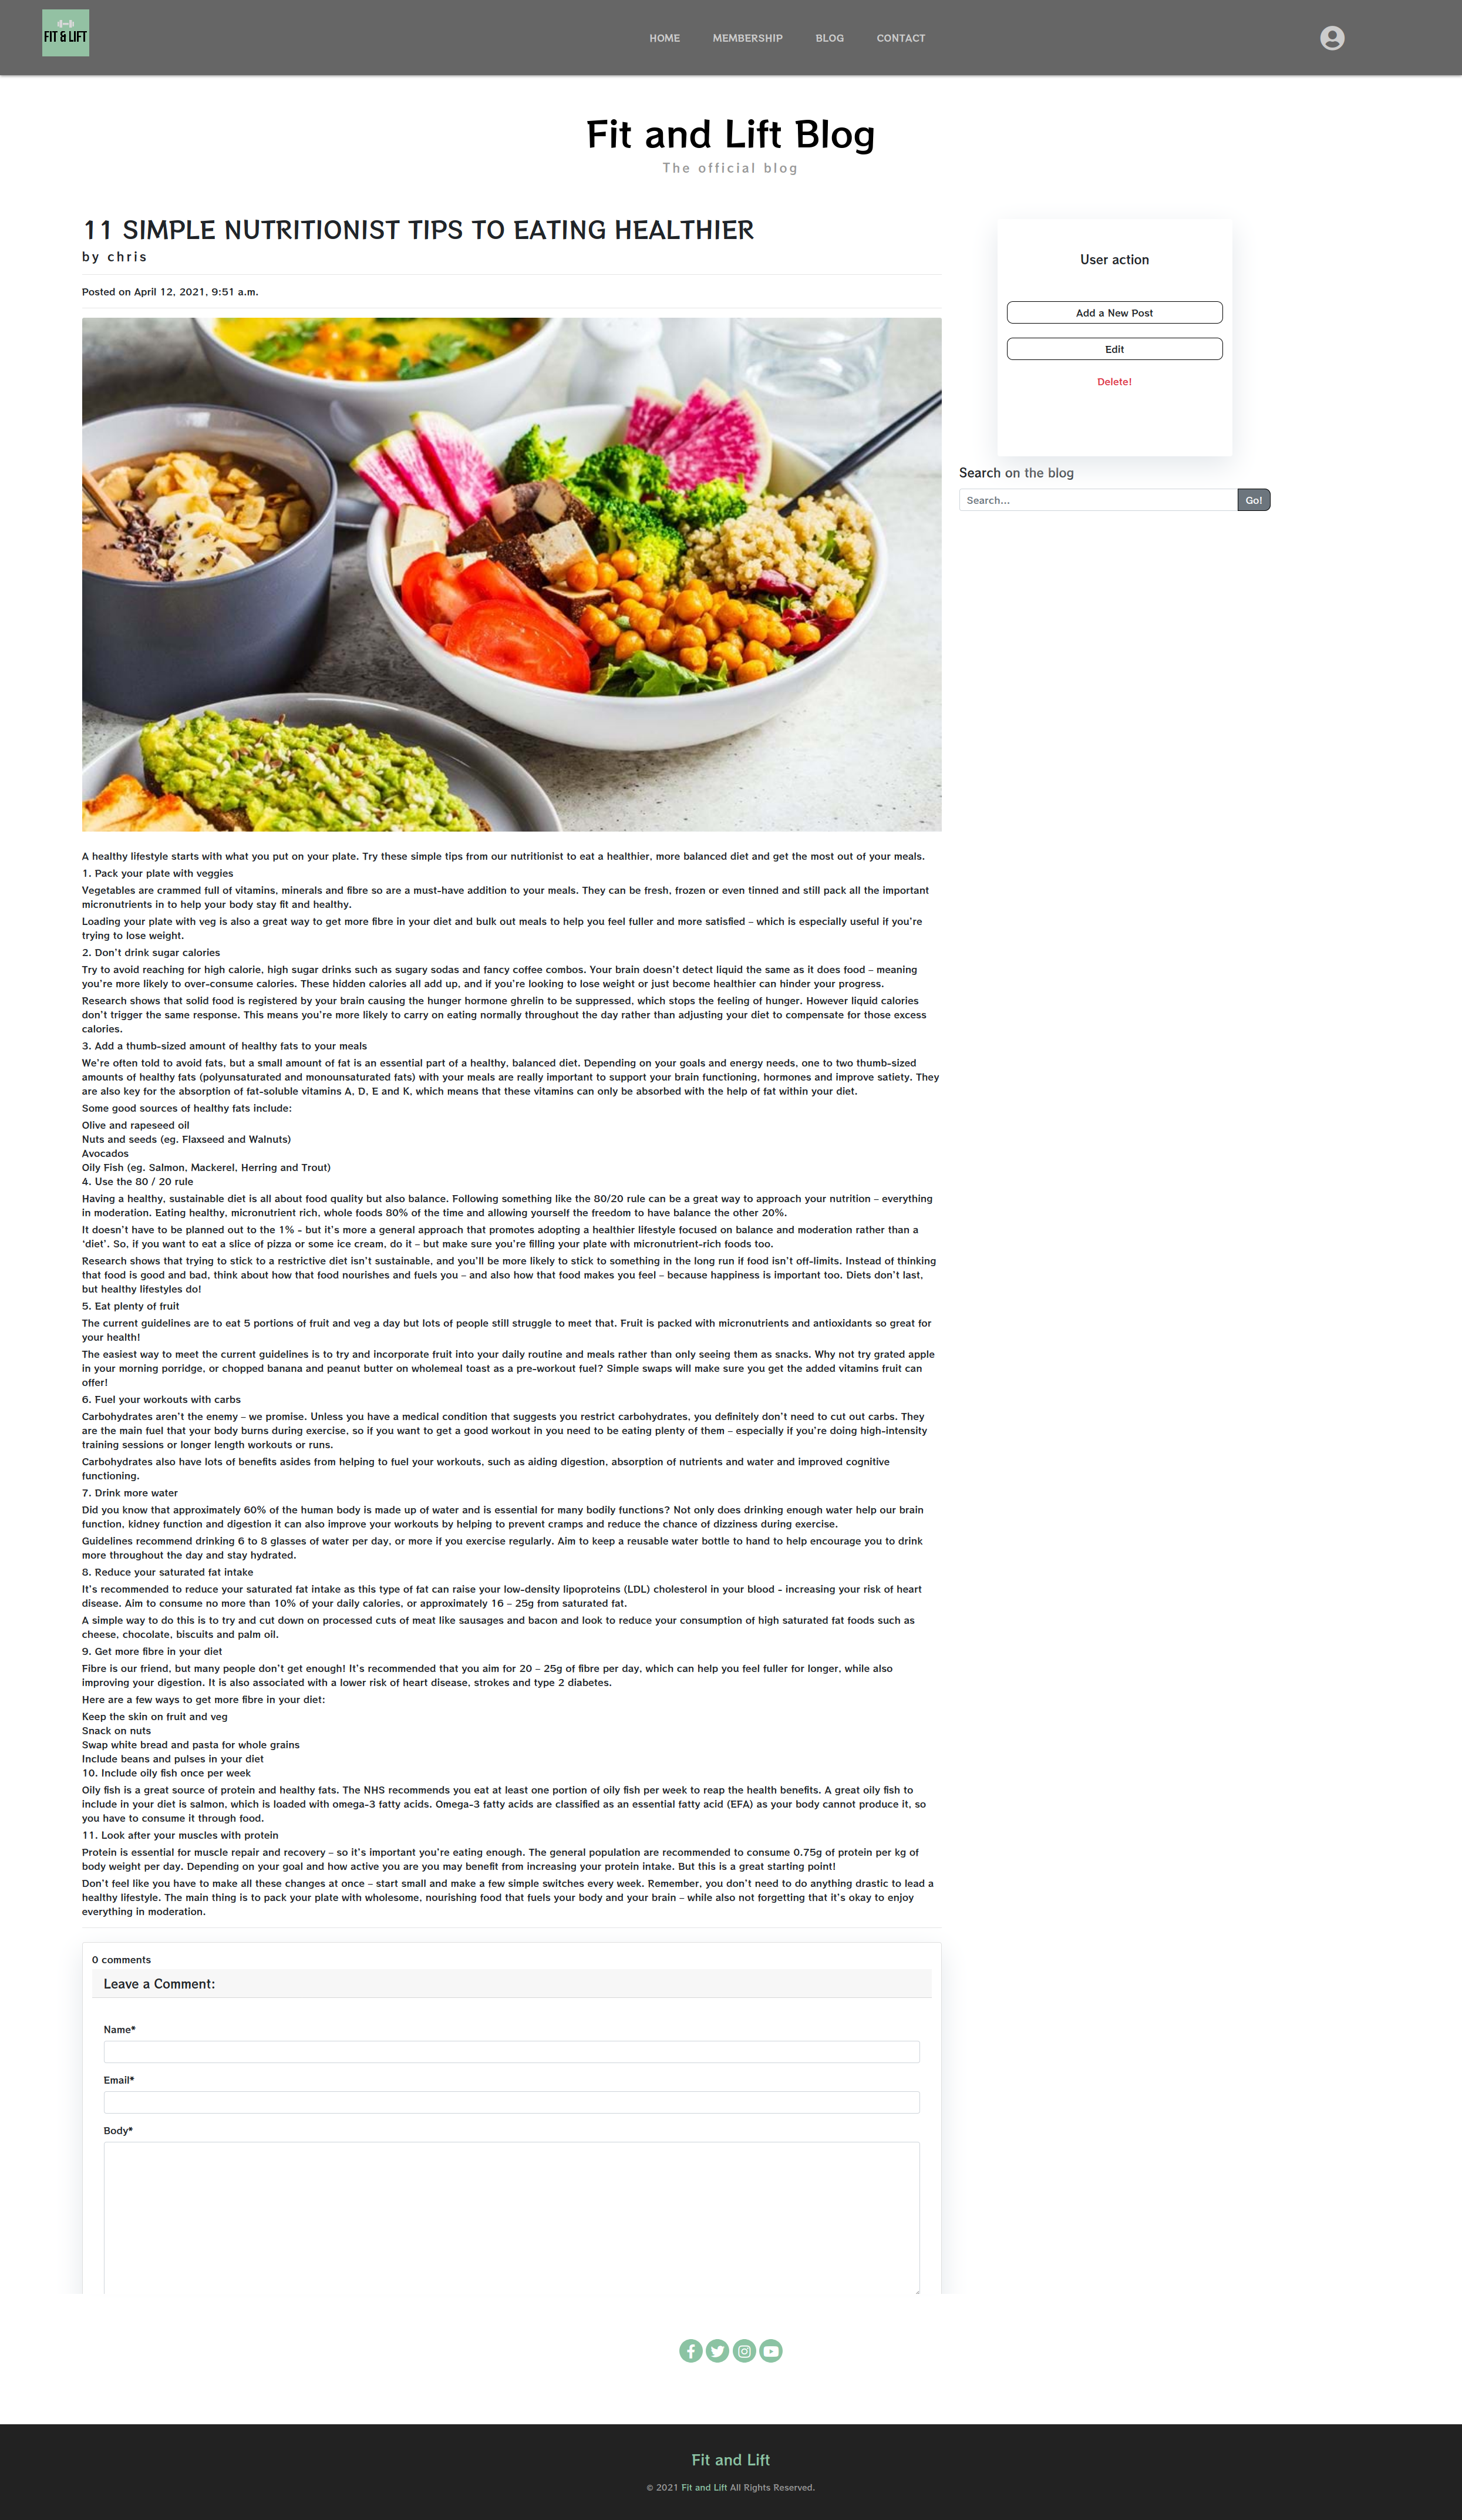 FIT & LIFT
HOME MEMBERSHIP BLOG CONTACT
Fit and Lift Blog
The official blog
11 SIMPLE NUTRITIONIST TIPS TO EATING HEALTHIER
by chris
Posted on April 12, 2021, 9:51 a.m.
User action
Add a New Post
Edit
Delete!
Search on the blog
Search...
Go!
A healthy lifestyle starts with what you put on your plate. Try these simple tips from our nutritionist to eat a healthier, more balanced diet and get the most out of your meals.
1. Pack your plate with veggies
Vegetables are crammed full of vitamins, minerals and fibre so are a must-have addition to your meals. They can be fresh, frozen or even tinned and still pack all the important
micronutrients in to help your body stay fit and healthy.
Loading your plate with veg is also a great way to get more fibre in your diet and bulk out meals to help you feel fuller and more satisfied – which is especially useful if you're
trying to lose weight.
2. Don't drink sugar calories
Try to avoid reaching for high calorie, high sugar drinks such as sugary sodas and fancy coffee combos. Your brain doesn't detect liquid the same as it does food – meaning
you're more likely to over-consume calories. These hidden calories all add up, and if you're looking to lose weight or just become healthier can hinder your progress.
Research shows that solid food is registered by your brain causing the hunger hormone ghrelin to be suppressed, which stops the feeling of hunger. However liquid calories
don't trigger the same response. This means you're more likely to carry on eating normally throughout the day rather than adjusting your diet to compensate for those excess
calories.
3. Add a thumb-sized amount of healthy fats to your meals
We're often told to avoid fats, but a small amount of fat is an essential part of a healthy, balanced diet. Depending on your goals and energy needs, one to two thumb-sized
amounts of healthy fats (polyunsaturated and monounsaturated fats) with your meals are really important to support your brain functioning, hormones and improve satiety. They
are also key for the absorption of fat-soluble vitamins A, D, E and K, which means that these vitamins can only be absorbed with the help of fat within your diet.
Some good sources of healthy fats include:
Olive and rapeseed oil
Nuts and seeds (eg. Flaxseed and Walnuts)
Avocados
Oily Fish (eg. Salmon, Mackerel, Herring and Trout)
4. Use the 80 / 20 rule
Having a healthy, sustainable diet is all about food quality but also balance. Following something like the 80/20 rule can be a great way to approach your nutrition – everything
in moderation. Eating healthy, micronutrient rich, whole foods 80% of the time and allowing yourself the freedom to have balance the other 20%.
It doesn't have to be planned out to the 1% - but it's more a general approach that promotes adopting a healthier lifestyle focused on balance and moderation rather than a
'diet'. So, if you want to eat a slice of pizza or some ice cream, do it – but make sure you're filling your plate with micronutrient-rich foods too.
Research shows that trying to stick to a restrictive diet isn't sustainable, and you'll be more likely to stick to something in the long run if food isn't off-limits. Instead of thinking
that food is good and bad, think about how that food nourishes and fuels you – and also how that food makes you feel – because happiness is important too. Diets don't last,
but healthy lifestyles do!
5. Eat plenty of fruit
The current guidelines are to eat 5 portions of fruit and veg a day but lots of people still struggle to meet that. Fruit is packed with micronutrients and antioxidants so great for
your health!
The easiest way to meet the current guidelines is to try and incorporate fruit into your daily routine and meals rather than only seeing them as snacks. Why not try grated apple
in your morning porridge, or chopped banana and peanut butter on wholemeal toast as a pre-workout fuel? Simple swaps will make sure you get the added vitamins fruit can
offer!
6. Fuel your workouts with carbs
Carbohydrates aren't the enemy – we promise. Unless you have a medical condition that suggests you restrict carbohydrates, you definitely don't need to cut out carbs. They
are the main fuel that your body burns during exercise, so if you want to get a good workout in you need to be eating plenty of them – especially if you're doing high-intensity
training sessions or longer length workouts or runs.
Carbohydrates also have lots of benefits asides from helping to fuel your workouts, such as aiding digestion, absorption of nutrients and water and improved cognitive
functioning.
7. Drink more water
Did you know that approximately 60% of the human body is made up of water and is essential for many bodily functions? Not only does drinking enough water help our brain
function, kidney function and digestion it can also improve your workouts by helping to prevent cramps and reduce the chance of dizziness during exercise.
Guidelines recommend drinking 6 to 8 glasses of water per day, or more if you exercise regularly. Aim to keep a reusable water bottle to hand to help encourage you to drink
more throughout the day and stay hydrated.
8. Reduce your saturated fat intake
It's recommended to reduce your saturated fat intake as this type of fat can raise your low-density lipoproteins (LDL) cholesterol in your blood - increasing your risk of heart
disease. Aim to consume no more than 10% of your daily calories, or approximately 16 – 25g from saturated fat.
A simple way to do this is to try and cut down on processed cuts of meat like sausages and bacon and look to reduce your consumption of high saturated fat foods such as
cheese, chocolate, biscuits and palm oil.
9. Get more fibre in your diet
Fibre is our friend, but many people don't get enough! It's recommended that you aim for 20 – 25g of fibre per day, which can help you feel fuller for longer, while also
improving your digestion. It is also associated with a lower risk of heart disease, strokes and type 2 diabetes.
Here are a few ways to get more fibre in your diet:
Keep the skin on fruit and veg
Snack on nuts
Swap white bread and pasta for whole grains
Include beans and pulses in your diet
10. Include oily fish once per week
Oily fish is a great source of protein and healthy fats. The NHS recommends you eat at least one portion of oily fish per week to reap the health benefits. A great oily fish to
include in your diet is salmon, which is loaded with omega-3 fatty acids. Omega-3 fatty acids are classified as an essential fatty acid (EFA) as your body cannot produce it, so
you have to consume it through food.
11. Look after your muscles with protein
Protein is essential for muscle repair and recovery – so it's important you're eating enough. The general population are recommended to consume 0.75g of protein per kg of
body weight per day. Depending on your goal and how active you are you may benefit from increasing your protein intake. But this is a great starting point!
Don't feel like you have to make all these changes at once – start small and make a few simple switches every week. Remember, you don't need to do anything drastic to lead a
healthy lifestyle. The main thing is to pack your plate with wholesome, nourishing food that fuels your body and your brain – while also not forgetting that it's okay to enjoy
everything in moderation.
0 comments
Leave a Comment:
Name*
Email*
Body*
Fit and Lift
© 2021 Fit and Lift All Rights Reserved.